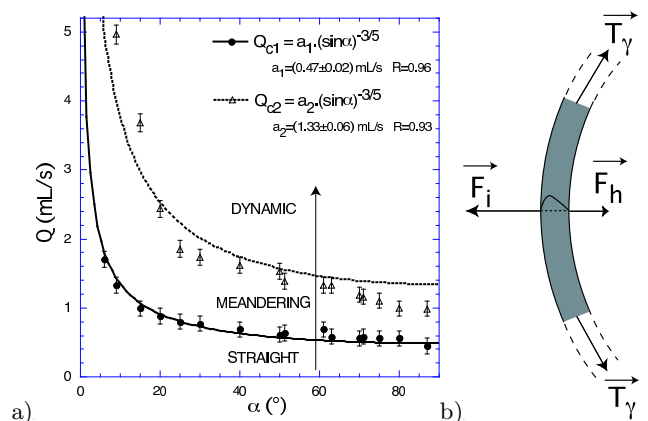 Q_c1 = a_1.(sinα)^-3/5
a_1=(0.47±0.02) mL/s R=0.96
Q_c2 = a_2.(sinα)^-3/5
a_2=(1.33±0.06) mL/s R=0.93
DYNAMIC
MEANDERING
STRAIGHT
5
4
3
2
1
0
Q (mL/s)
0 20 40 60 80
α (°)
a).
T_γ
F_i
F_h
T_γ
b).